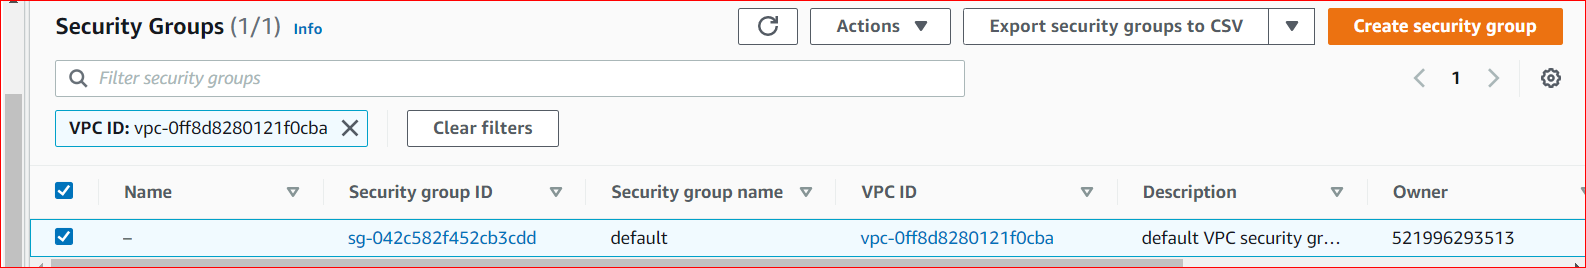 Security Groups (1/1) Info Actions Export security groups to CSV Create security group
Filter security groups 1
VPC ID: vpc-0ff8d8280121f0cba Clear filters
Name Security group ID Security group name VPC ID Description Owner
– sg-042c582f452cb3cdd default vpc-0ff8d8280121f0cba default VPC security gr... 521996293513